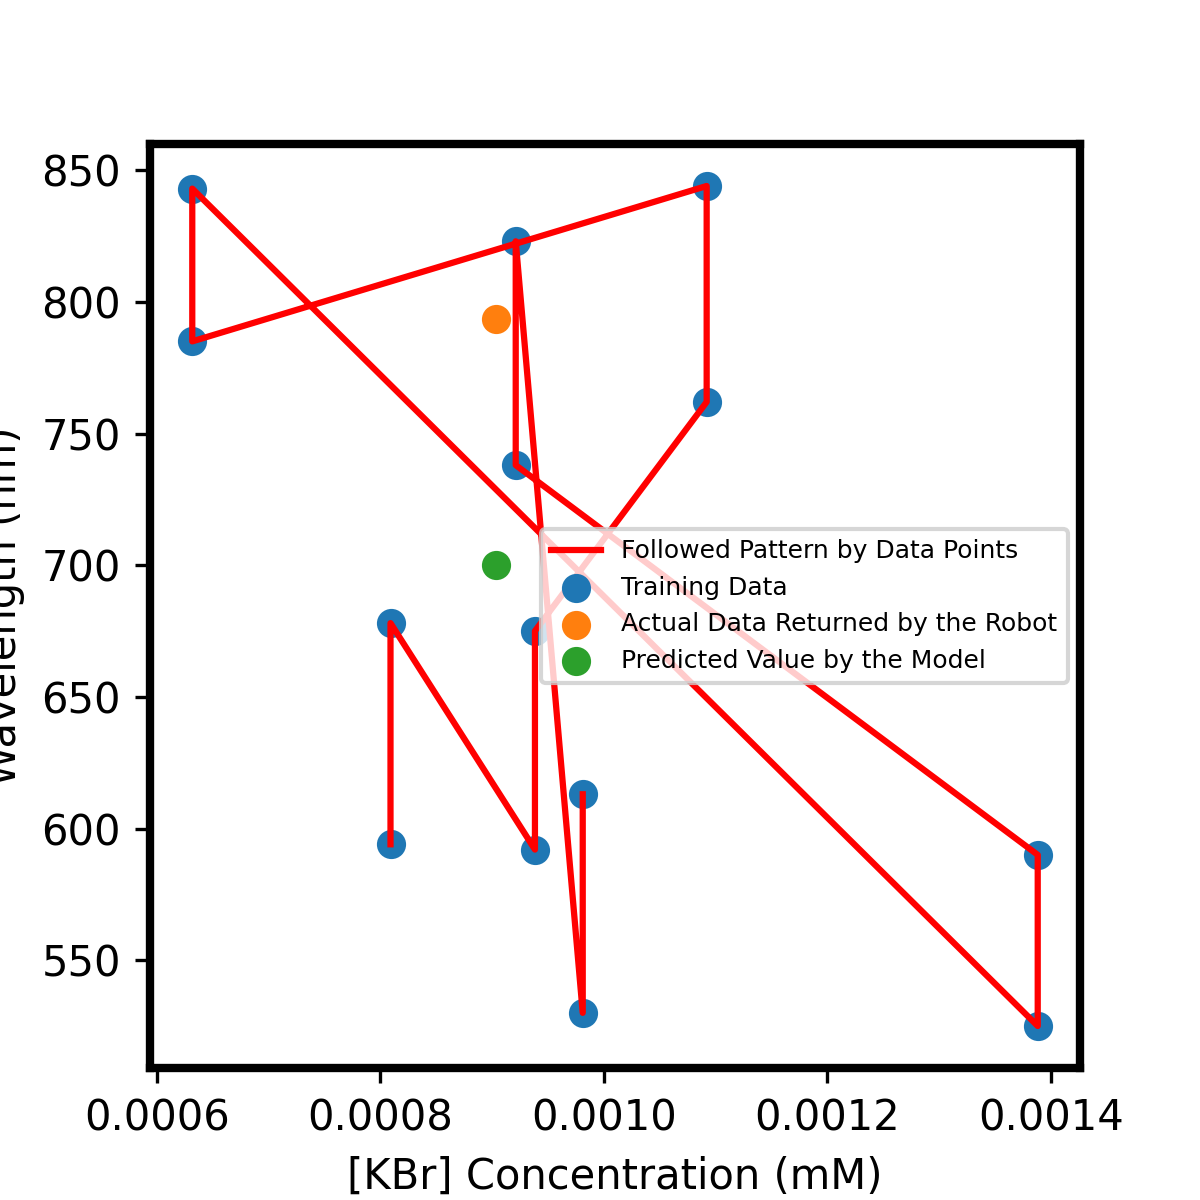 850
800
750
700
650
600
550
Wavelength (nm)
Followed Pattern by Data Points
Training Data
Actual Data Returned by the Robot
Predicted Value by the Model
0.0006 0.0008 0.0010 0.0012 0.0014
[KBr] Concentration (mM)